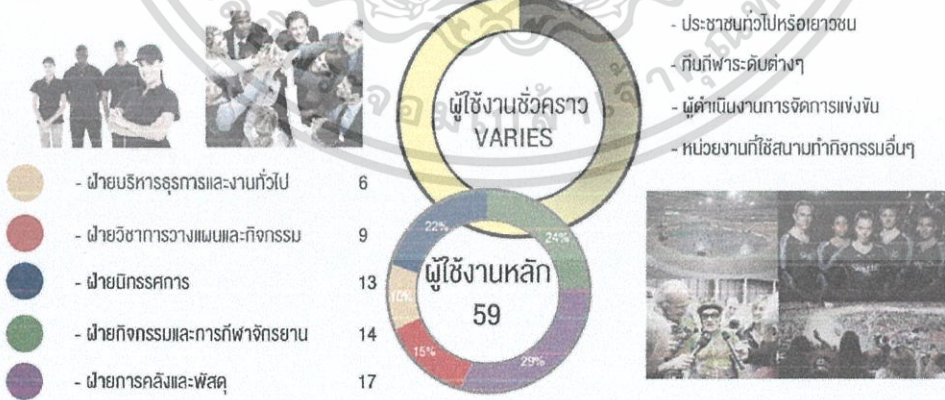 - ประชาชนทั่วไปหรือเยาวชน
- ทีมกีฬาระดับต่างๆ
- ผู้ดำเนินงานการจัดการแข่งขัน
- หน่วยงานที่ใช้สนามทำกิจกรรมอื่นๆ
ผู้ใช้งานชั่วคราว
VARIES
- ฝ่ายบริหารธุรการและงานทั่วไป 6
- ฝ่ายวิชาการวางแผนและกิจกรรม 9
- ฝ่ายนิทรรศการ 13
- ฝ่ายกิจกรรมและการกีฬาจักรยาน 14
- ฝ่ายการคลังและพัสดุ 17
22%
24%
ผู้ใช้งานหลัก
59
10%
15%
29%